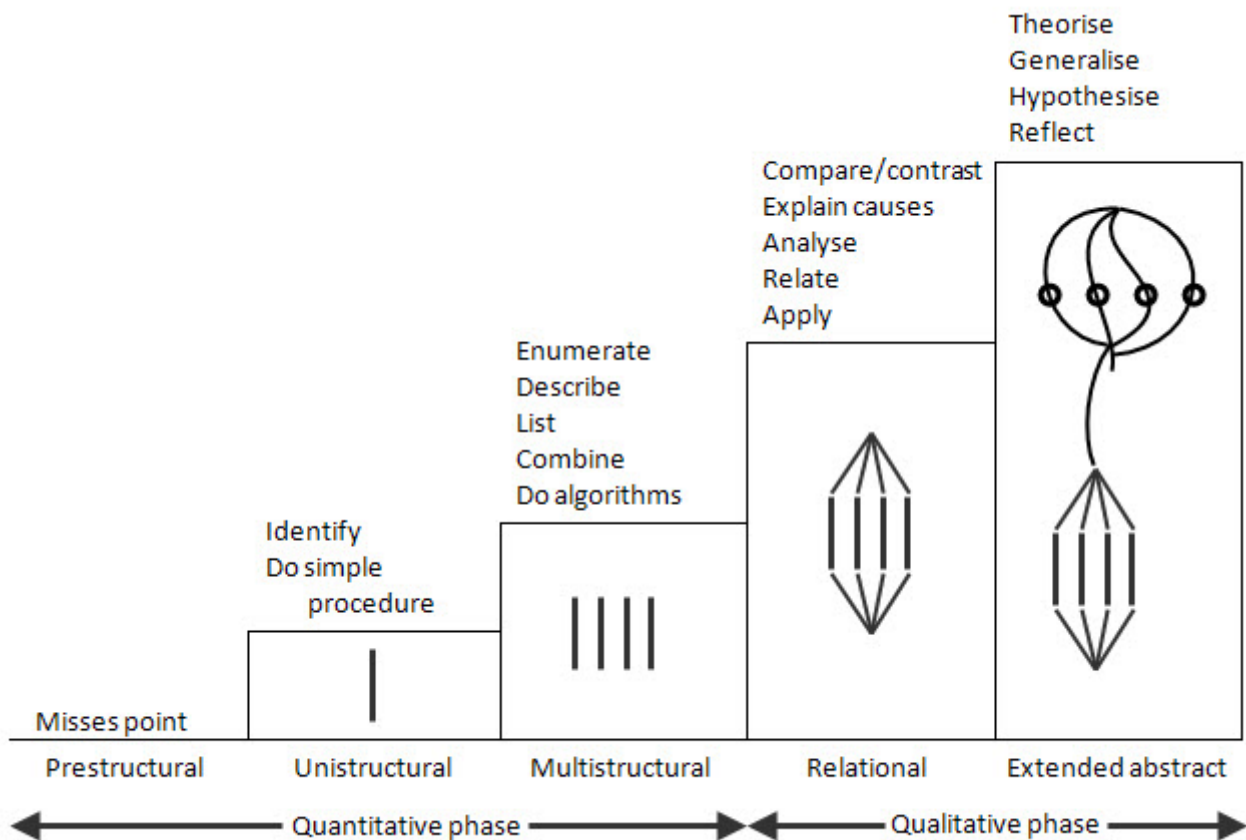 Theorise
Generalise
Hypothesise
Reflect
Compare/contrast
Explain causes
Analyse
Relate
Apply
Enumerate
Describe
List
Combine
Do algorithms
Identify
Do simple
procedure
Misses point
Prestructural
Unistructural
Multistructural
Relational
Extended abstract
Quantitative phase
Qualitative phase